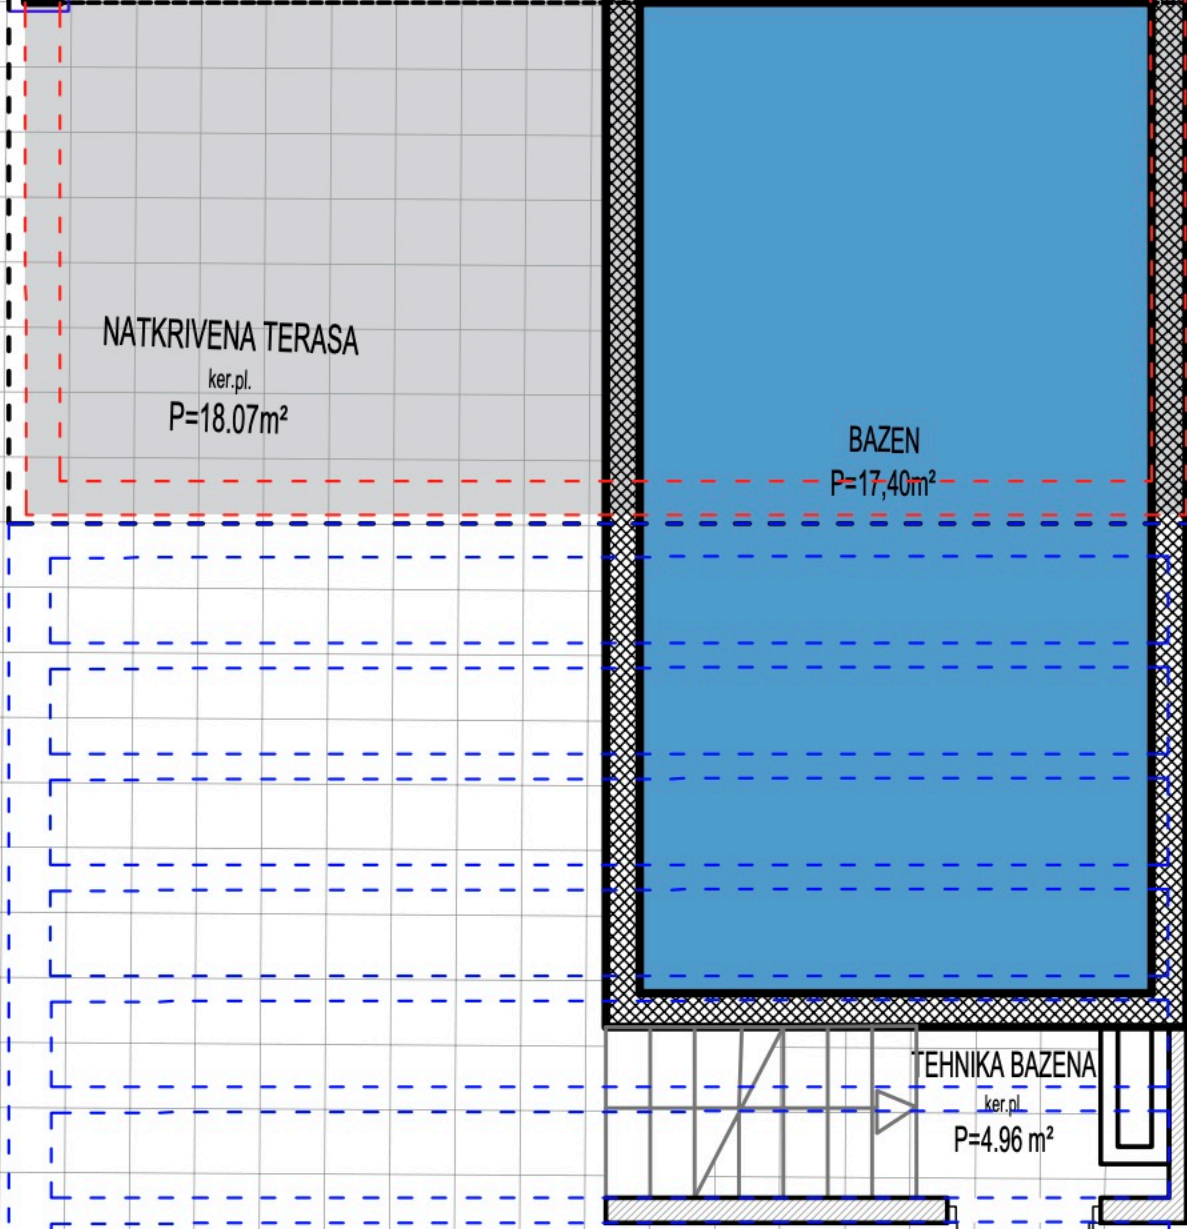 NATKRIVENA TERASA
ker.pl.
P=18.07m²
BAZEN
P=17,40m²
TEHNIKA BAZENA
ker.pl
P=4.96 m²